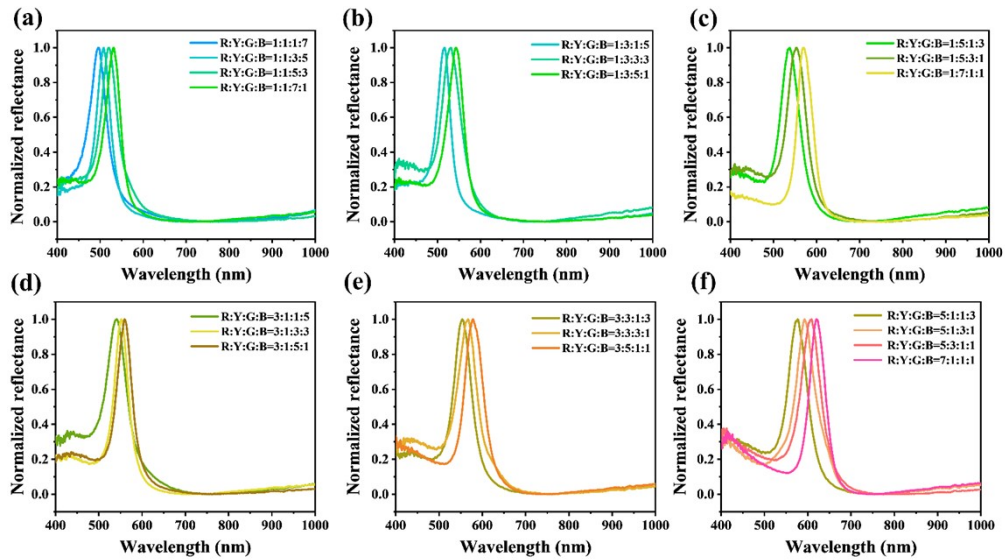 (a)
R:Y:G:B=1:1:1:7
R:Y:G:B=1:1:3:5
R:Y:G:B=1:1:5:3
R:Y:G:B=1:1:7:1
Normalized reflectance
1.0
0.8
0.6
0.4
0.2
0.0
400 500 600 700 800 900 1000
Wavelength (nm)
(b)
R:Y:G:B=1:3:1:5
R:Y:G:B=1:3:3:3
R:Y:G:B=1:3:5:1
Normalized reflectance
1.0
0.8
0.6
0.4
0.2
0.0
400 500 600 700 800 900 1000
Wavelength (nm)
(c)
R:Y:G:B=1:5:1:3
R:Y:G:B=1:5:3:1
R:Y:G:B=1:7:1:1
Normalized reflectance
1.0
0.8
0.6
0.4
0.2
0.0
400 500 600 700 800 900 1000
Wavelength (nm)
(d)
R:Y:G:B=3:1:1:5
R:Y:G:B=3:1:3:3
R:Y:G:B=3:1:5:1
Normalized reflectance
1.0
0.8
0.6
0.4
0.2
0.0
400 500 600 700 800 900 1000
Wavelength (nm)
(e)
R:Y:G:B=3:3:1:3
R:Y:G:B=3:3:3:1
R:Y:G:B=3:5:1:1
Normalized reflectance
1.0
0.8
0.6
0.4
0.2
0.0
400 500 600 700 800 900 1000
Wavelength (nm)
(f)
R:Y:G:B=5:1:1:3
R:Y:G:B=5:1:3:1
R:Y:G:B=5:3:1:1
R:Y:G:B=7:1:1:1
Normalized reflectance
1.0
0.8
0.6
0.4
0.2
0.0
400 500 600 700 800 900 1000
Wavelength (nm)